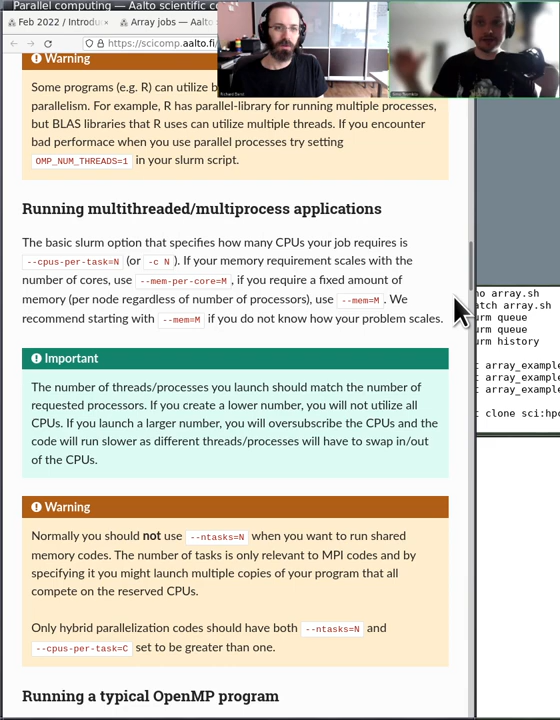 Parallel computing — Aalto scientific co
Feb 2022 / Introdu
Array jobs — Aalto
https://scicomp.aalto.fi/
Warning
Some programs (e.g. R) can utilize b
parallelism. For example, R has parallel-library for running multiple processes,
but BLAS libraries that R uses can utilize multiple threads. If you encounter
bad performace when you use parallel processes try setting
OMP_NUM_THREADS=1 in your slurm script.
Running multithreaded/multiprocess applications
The basic slurm option that specifies how many CPUs your job requires is
--cpus-per-task=N (or -c N ). If your memory requirement scales with the
number of cores, use --mem-per-core=M , if you require a fixed amount of
memory (per node regardless of number of processors), use --mem=M . We
recommend starting with --mem=M if you do not know how your problem scales.
Important
The number of threads/processes you launch should match the number of
requested processors. If you create a lower number, you will not utilize all
CPUs. If you launch a larger number, you will oversubscribe the CPUs and the
code will run slower as different threads/processes will have to swap in/out
of the CPUs.
Warning
Normally you should not use --ntasks=N when you want to run shared
memory codes. The number of tasks is only relevant to MPI codes and by
specifying it you might launch multiple copies of your program that all
compete on the reserved CPUs.
Only hybrid parallelization codes should have both --ntasks=N and
--cpus-per-task=C set to be greater than one.
Running a typical OpenMP program
no array.sh
atch array.sh
urm queue
urm queue
urm history
t array_example
t array_example
t array_example
t clone sci:hpc